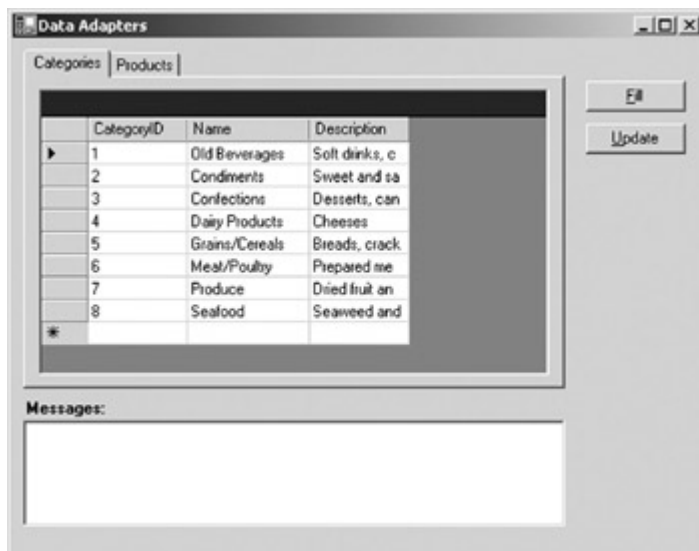 Data Adapters
Categories Products
Fill
Update
CategoryID Name Description
1 Old Beverages Soft drinks, c
2 Condiments Sweet and sa
3 Confections Desserts, can
4 Dairy Products Cheeses
5 Grains/Cereals Breads, crack
6 Meat/Poultry Prepared me
7 Produce Dried fruit an
8 Seafood Seaweed and
Messages: